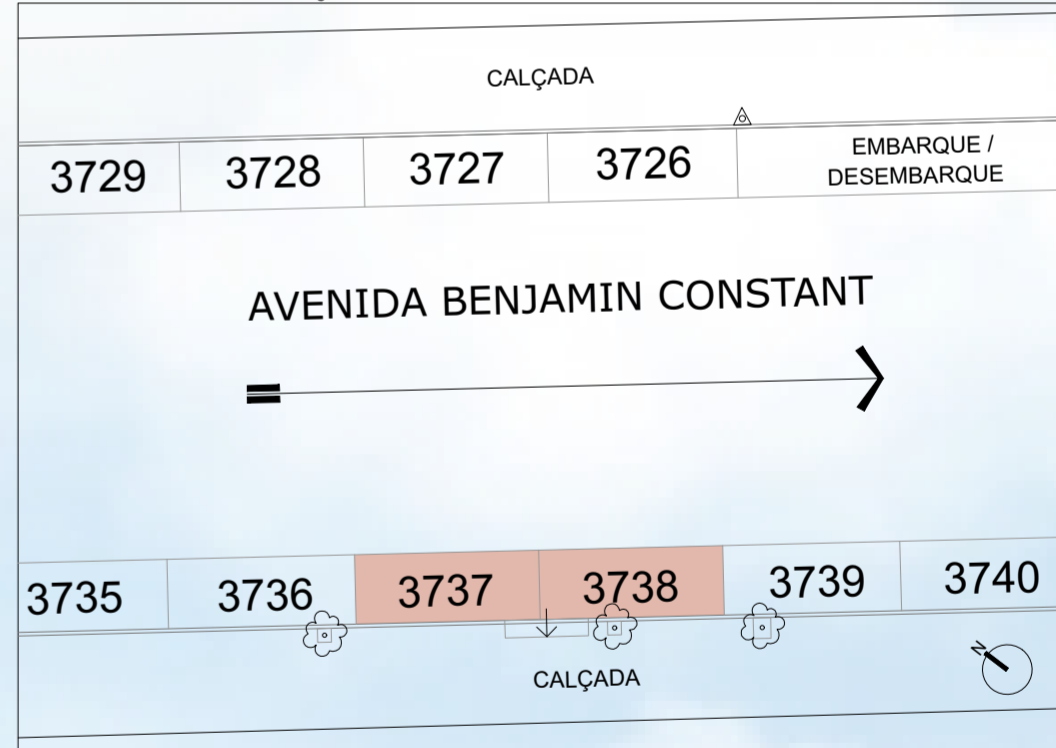 CALÇADA
3729 3728 3727 3726 EMBARQUE /
DESEMBARQUE
AVENIDA BENJAMIN CONSTANT
3735 3736 3737 3738 3739 3740
CALÇADA
N